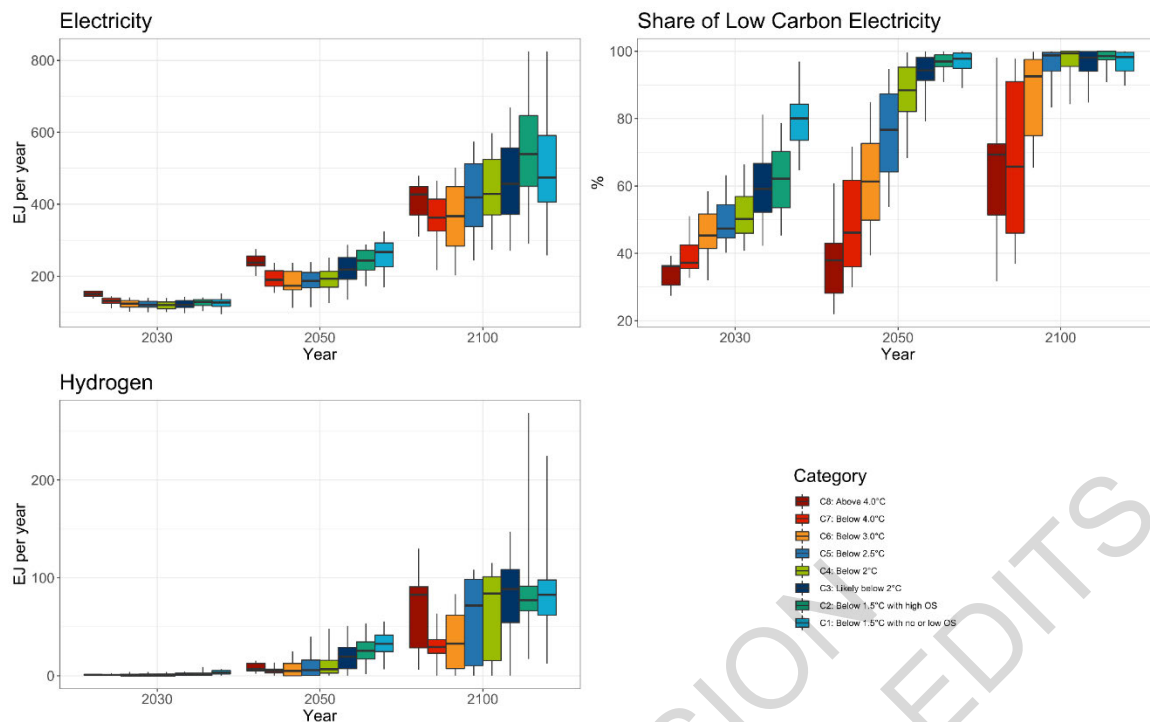 Electricity
800
600
400
200
EJ per year
2030
2050
2100
Year
Share of Low Carbon Electricity
100
80
60
40
20
%
2030
2050
2100
Year
Hydrogen
200
100
0
EJ per year
2030
2050
2100
Year
Category
C8: Above 4.0°C
C7: Below 4.0°C
C6: Below 3.0°C
C5: Below 2.5°C
C4: Below 2°C
C3: Likely below 2°C
C2: Below 1.5°C with high OS
C1: Below 1.5°C with no or low OS
SION
EDITS